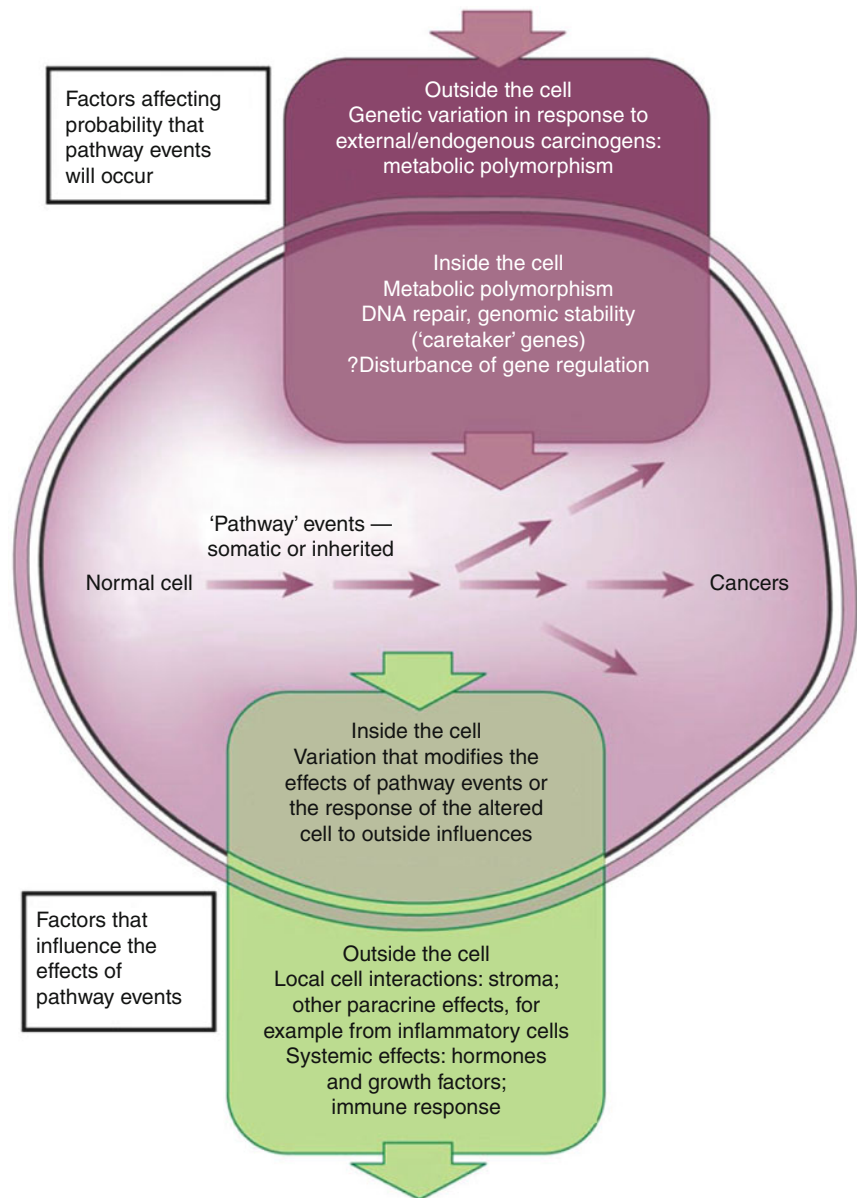 Factors affecting
probability that
pathway events
will occur
Outside the cell
Genetic variation in response to
external/endogenous carcinogens:
metabolic polymorphism
Inside the cell
Metabolic polymorphism
DNA repair, genomic stability
(‘caretaker’ genes)
?Disturbance of gene regulation
‘Pathway’ events —
somatic or inherited
Normal cell
Cancers
Inside the cell
Variation that modifies the
effects of pathway events or
the response of the altered
cell to outside influences
Factors that
influence the
effects of
pathway events
Outside the cell
Local cell interactions: stroma;
other paracrine effects, for
example from inflammatory cells
Systemic effects: hormones
and growth factors;
immune response